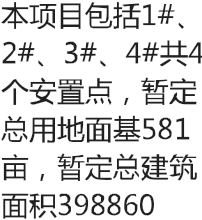 本项目包括1#、
2#、3#、4#共4
个安置点，暂定
总用地面基581
亩，暂定总建筑
面积398860